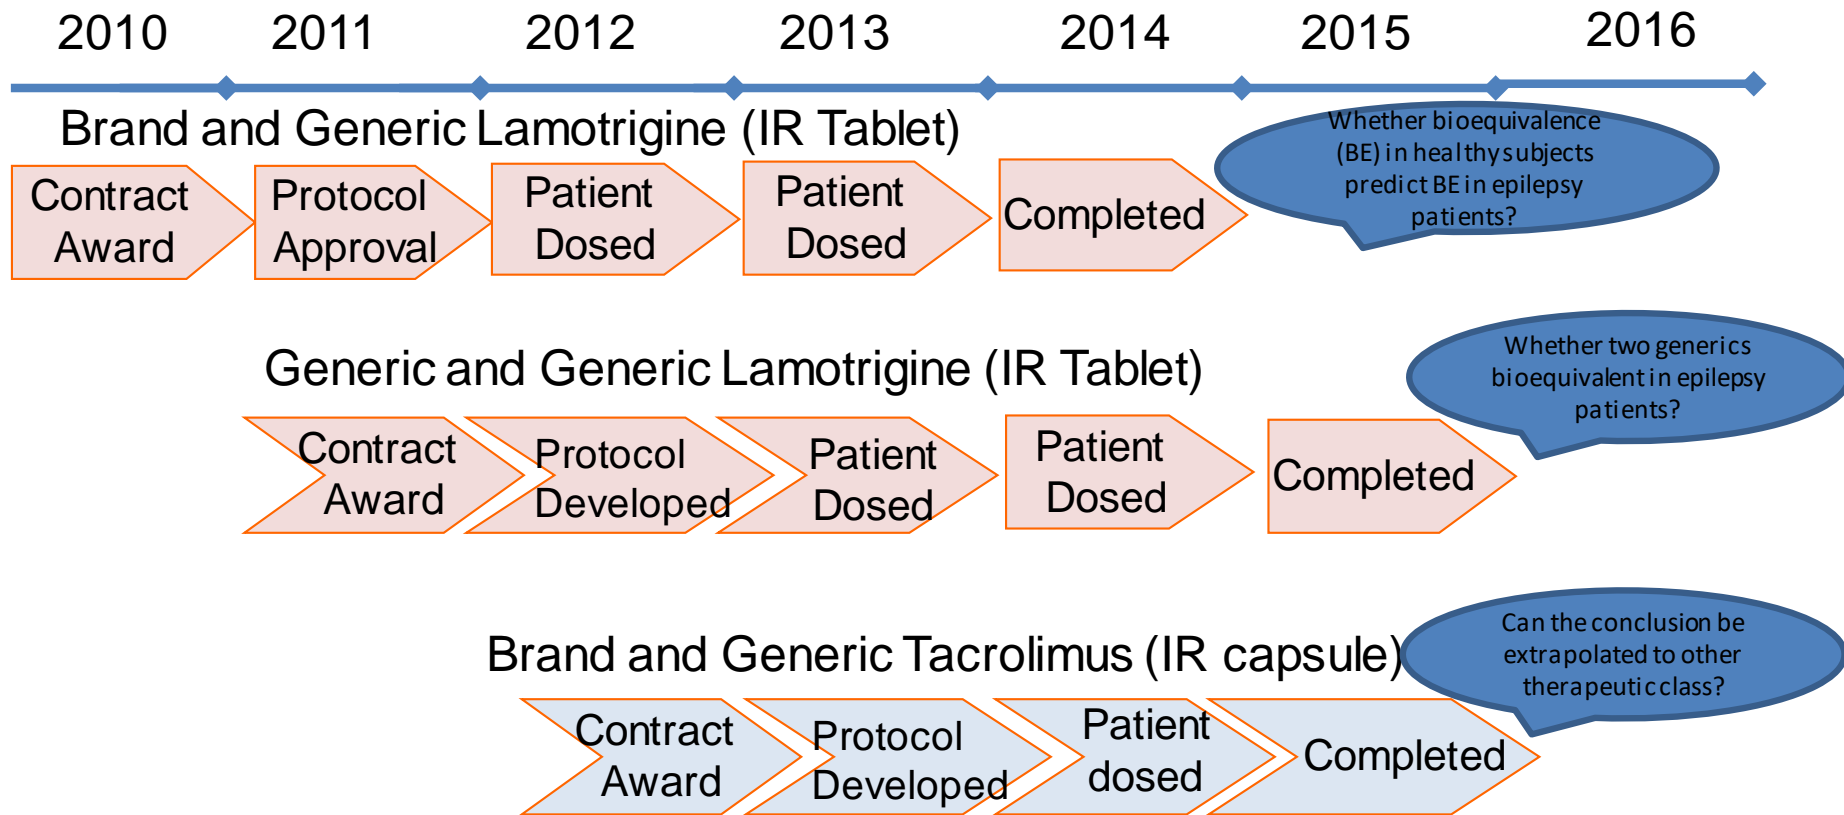 2010 2011 2012 2013 2014 2015 2016
Brand and Generic Lamotrigine (IR Tablet)
Contract
Award
Protocol
Approval
Patient
Dosed
Patient
Dosed
Completed
Whether bioequivalence
(BE) in healthy subjects
predict BE in epilepsy
patients?
Generic and Generic Lamotrigine (IR Tablet)
Contract
Award
Protocol
Developed
Patient
Dosed
Patient
Dosed
Completed
Whether two generics
bioequivalent in epilepsy
patients?
Brand and Generic Tacrolimus (IR capsule)
Contract
Award
Protocol
Developed
Patient
dosed
Completed
Can the conclusion be
extrapolated to other
therapeutic class?